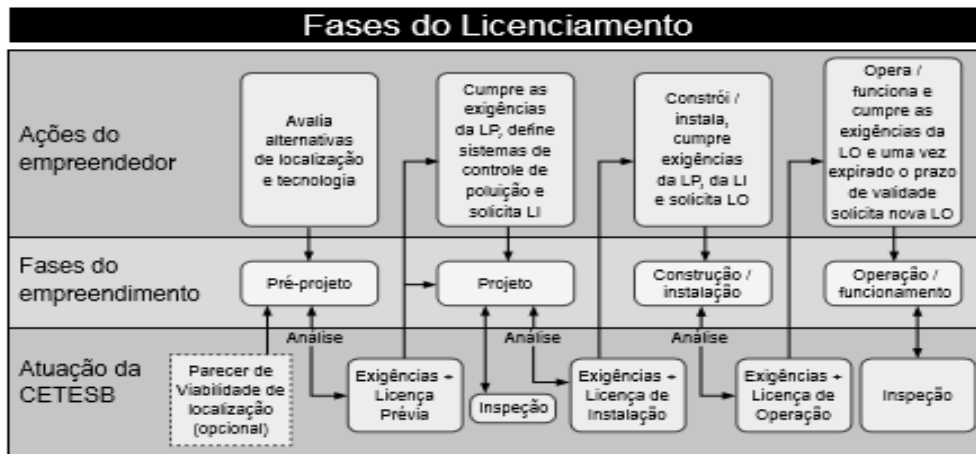 Fases do Licenciamento
Ações do
empreendedor
Avalia
alternativas
de localização
e tecnologia
Cumpre as
exigências
da LP, define
sistemas de
controle de
poluição e
solicita LI
Constrói /
instala,
cumpre
exigências
da LP, da LI
e solicita LO
Opera /
funciona e
cumpre as
exigências da
LO e uma vez
expirado o prazo
de validade
solicita nova LO
Fases do
empreendimento
Pré-projeto
Projeto
Construção /
instalação
Operação /
funcionamento
Atuação da
CETESB
Parecer de
Viabilidade de
localização
(opcional)
Análise
Exigências +
Licença
Prévia
Inspeção
Análise
Exigências +
Licença de
Instalação
Análise
Exigências +
Licença de
Operação
Inspeção